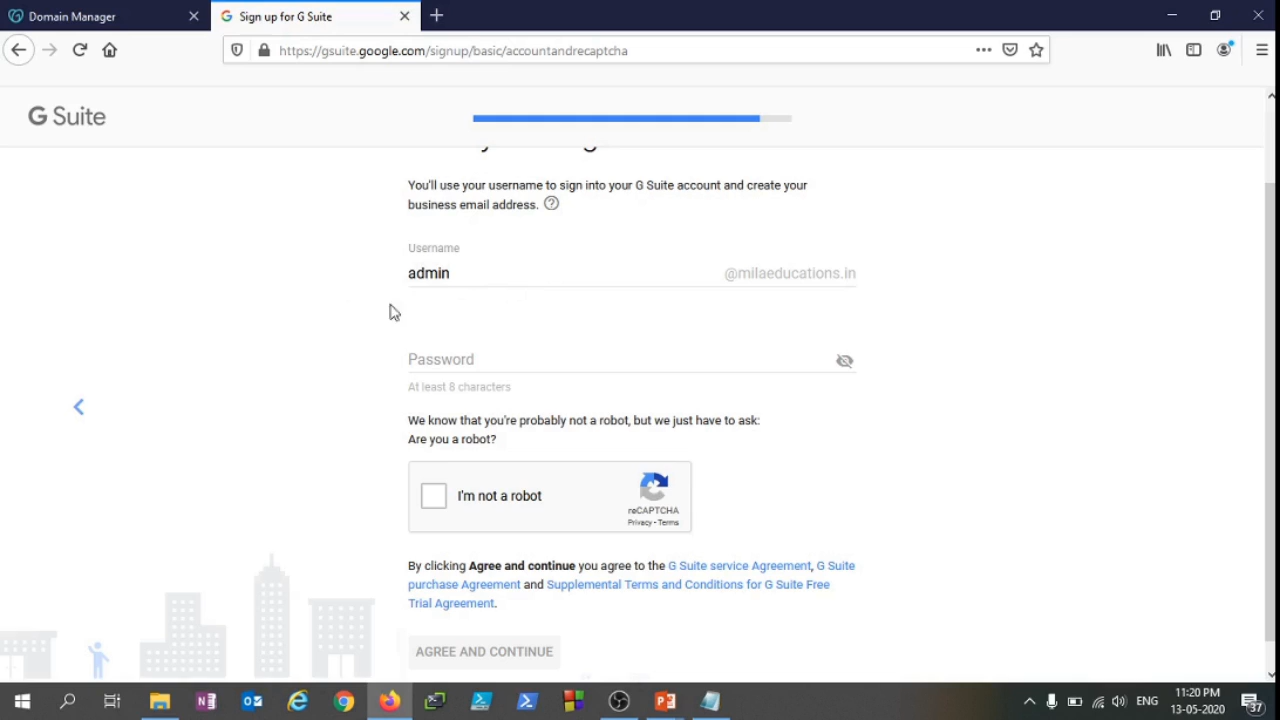 Domain Manager
Sign up for G Suite
https://gsuite.google.com/signup/basic/accountandrecaptcha
G Suite
You'll use your username to sign into your G Suite account and create your
business email address. ?
Username
admin @milaeducations.in
Password
At least 8 characters
We know that you're probably not a robot, but we just have to ask:
Are you a robot?
I'm not a robot
reCAPTCHA
Privacy - Terms
By clicking Agree and continue you agree to the G Suite service Agreement, G Suite
purchase Agreement and Supplemental Terms and Conditions for G Suite Free
Trial Agreement.
AGREE AND CONTINUE
ENG
11:20 PM
13-05-2020
37